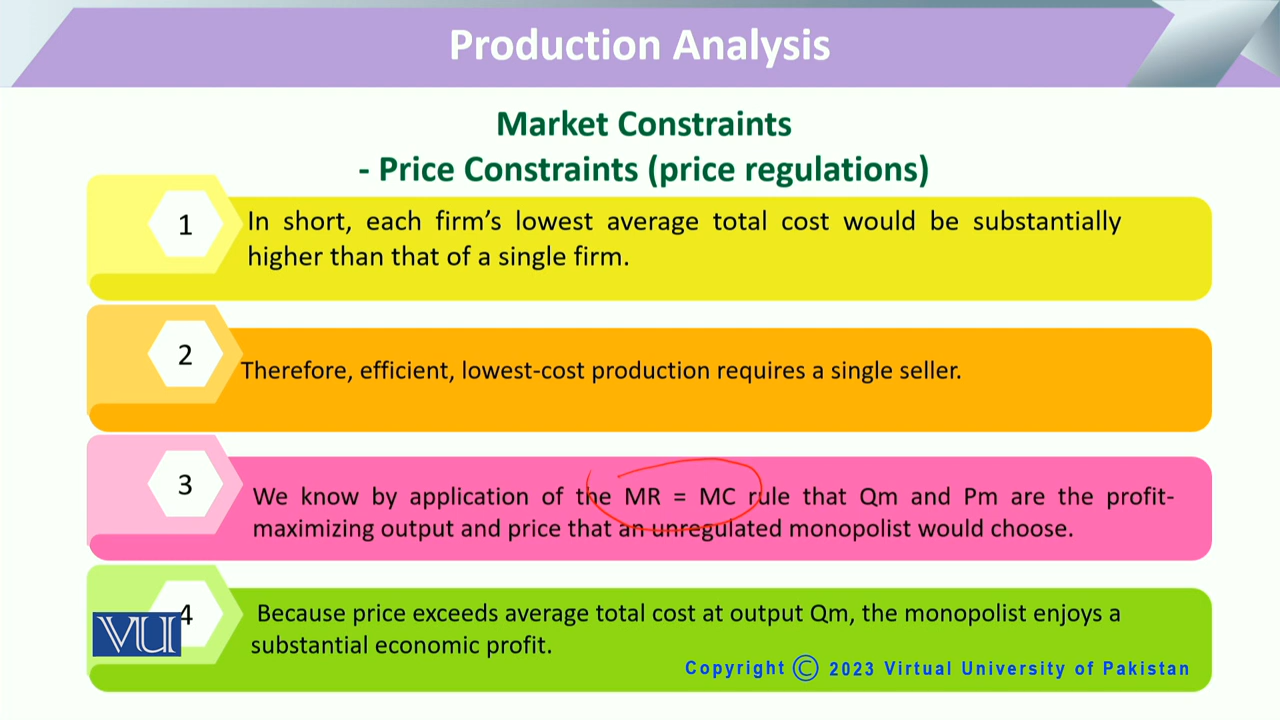 Production Analysis
Market Constraints
- Price Constraints (price regulations)
1
In short, each firm’s lowest average total cost would be substantially
higher than that of a single firm.
2
Therefore, efficient, lowest-cost production requires a single seller.
3
We know by application of the MR = MC rule that Qm and Pm are the profit-
maximizing output and price that an unregulated monopolist would choose.
4
Because price exceeds average total cost at output Qm, the monopolist enjoys a
substantial economic profit.
VU
Copyright © 2023 Virtual University of Pakistan